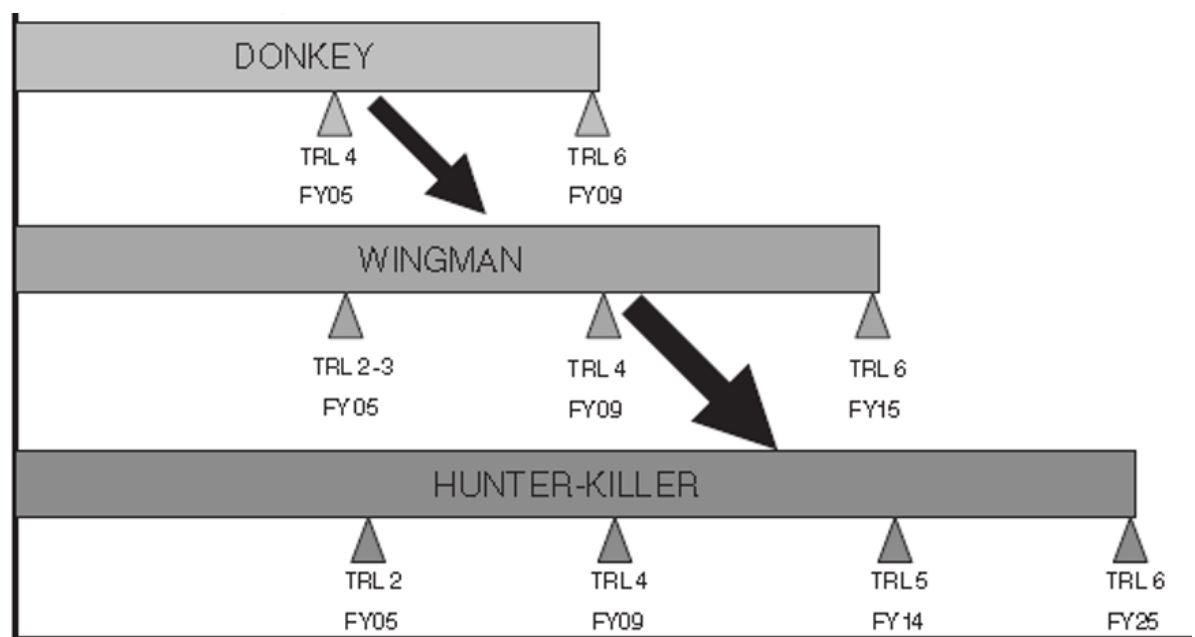 DONKEY
TRL 4 TRL 6
FY05 FY09
WINGMAN
TRL 2-3 TRL 4 TRL 6
FY05 FY09 FY15
HUNTER-KILLER
TRL 2 TRL 4 TRL 5 TRL 6
FY05 FY09 FY14 FY25